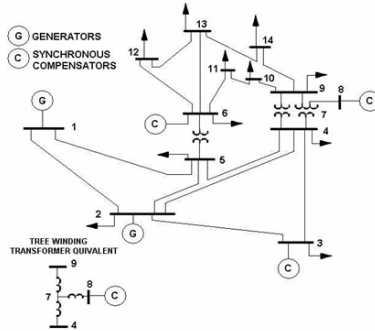 G GENERATORS
C SYNCHRONOUS
COMPENSATORS
13
14
12
11
10
9
8
C
7
6
C
4
G
1
5
2
G
3
C
TREE WINDING
TRANSFORMER QUIVALENT
9
7
8
C
4